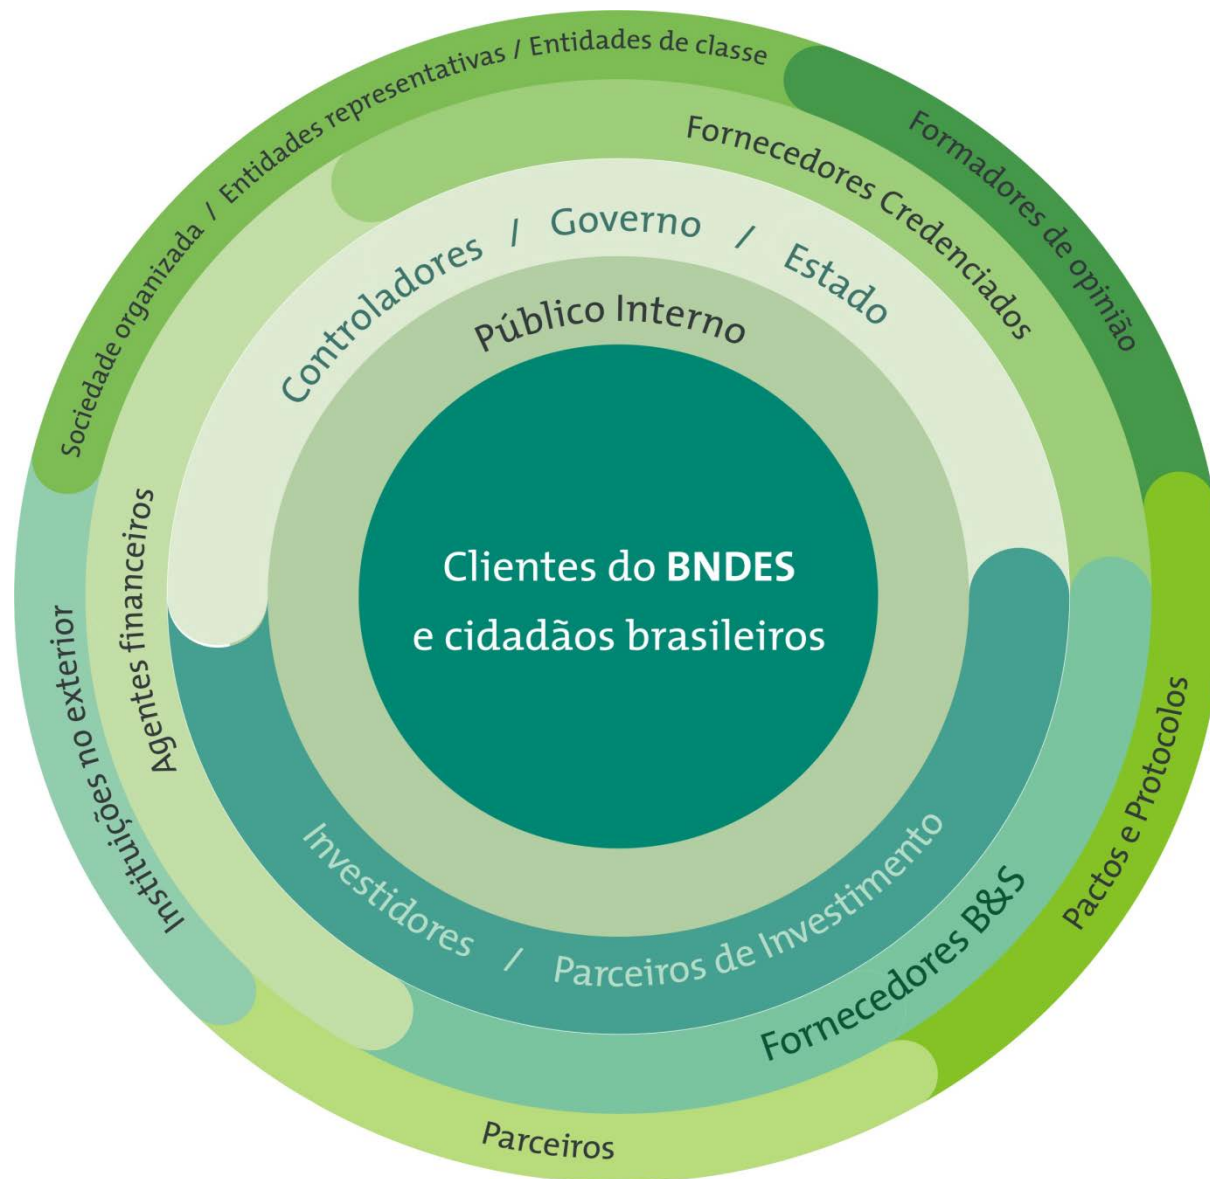 Sociedade organizada / Entidades representativas / Entidades de classe
Formadores de opinião
Fornecedores Credenciados
Controladores / Governo / Estado
Público Interno
Clientes do BNDES
e cidadãos brasileiros
Agentes financeiros
Instituições no exterior
Investidores / Parceiros de Investimento
Fornecedores B&S
Pactos e Protocolos
Parceiros